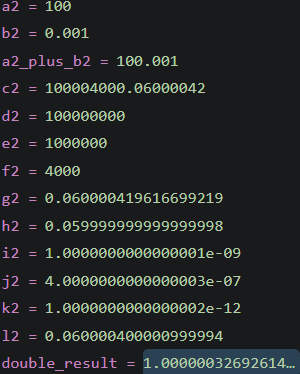 a2 = 100
b2 = 0.001
a2_plus_b2 = 100.001
c2 = 100004000.06000042
d2 = 100000000
e2 = 1000000
f2 = 4000
g2 = 0.060000419616699219
h2 = 0.059999999999999998
i2 = 1.0000000000000001e-09
j2 = 4.0000000000000003e-07
k2 = 1.0000000000000002e-12
l2 = 0.060000400000999994
double_result = 1.00000032692614…